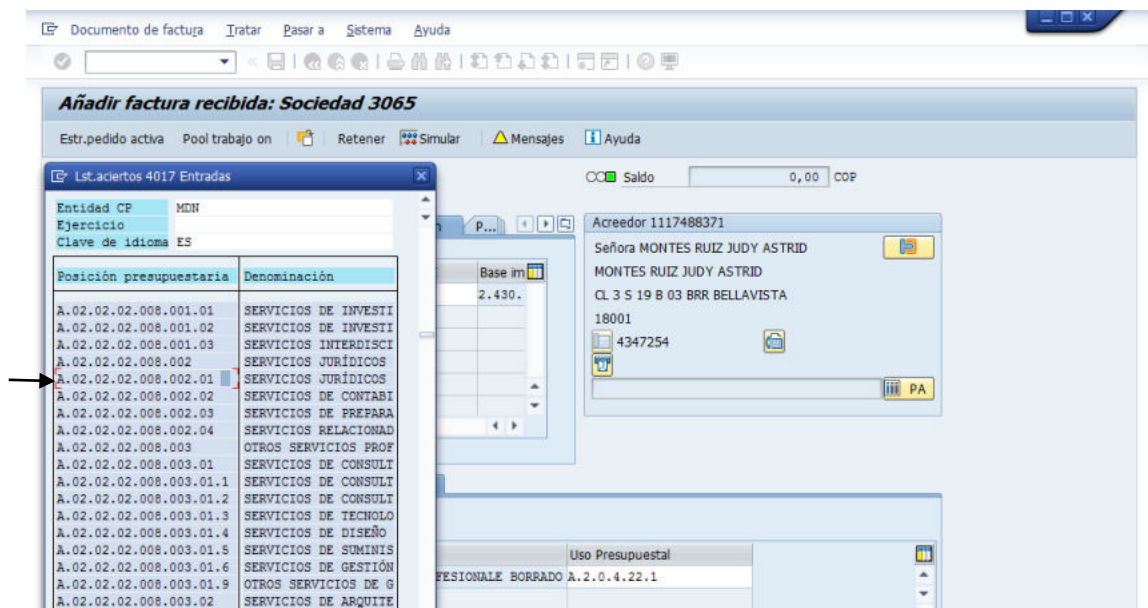 Documento de factura Tratar Pasar a Sistema Ayuda
Añadir factura recibida: Sociedad 3065
Estr.pedido activa Pool trabajo on Retener Simular Mensajes Ayuda
Lst.aciertos 4017 Entradas
Saldo 0,00 COP
Entidad CP MDN
Ejercicio
Clave de idioma ES
Posición presupuestaria Denominación
A.02.02.02.008.001.01 SERVICIOS DE INVESTI
A.02.02.02.008.001.02 SERVICIOS DE INVESTI
A.02.02.02.008.001.03 SERVICIOS INTERDISCI
A.02.02.02.008.002 SERVICIOS JURÍDICOS
A.02.02.02.008.002.01 SERVICIOS JURÍDICOS
A.02.02.02.008.002.02 SERVICIOS DE CONTABI
A.02.02.02.008.002.03 SERVICIOS DE PREPARA
A.02.02.02.008.002.04 SERVICIOS RELACIONAD
A.02.02.02.008.003 OTROS SERVICIOS PROF
A.02.02.02.008.003.01 SERVICIOS DE CONSULT
A.02.02.02.008.003.01.1 SERVICIOS DE CONSULT
A.02.02.02.008.003.01.2 SERVICIOS DE CONSULT
A.02.02.02.008.003.01.3 SERVICIOS DE TECNOLO
A.02.02.02.008.003.01.4 SERVICIOS DE DISEÑO
A.02.02.02.008.003.01.5 SERVICIOS DE SUMINIS
A.02.02.02.008.003.01.6 SERVICIOS DE GESTIÓN
A.02.02.02.008.003.01.9 OTROS SERVICIOS DE G
A.02.02.02.008.003.02 SERVICIOS DE ARQUITE
P...
Base im
2.430.
Acreedor 1117488371
Señora MONTES RUIZ JUDY ASTRID
MONTES RUIZ JUDY ASTRID
CL 3 S 19 B 03 BRR BELLAVISTA
18001
4347254
PA
Uso Presupuestal
FESIONALE BORRADO A.2.0.4.22.1